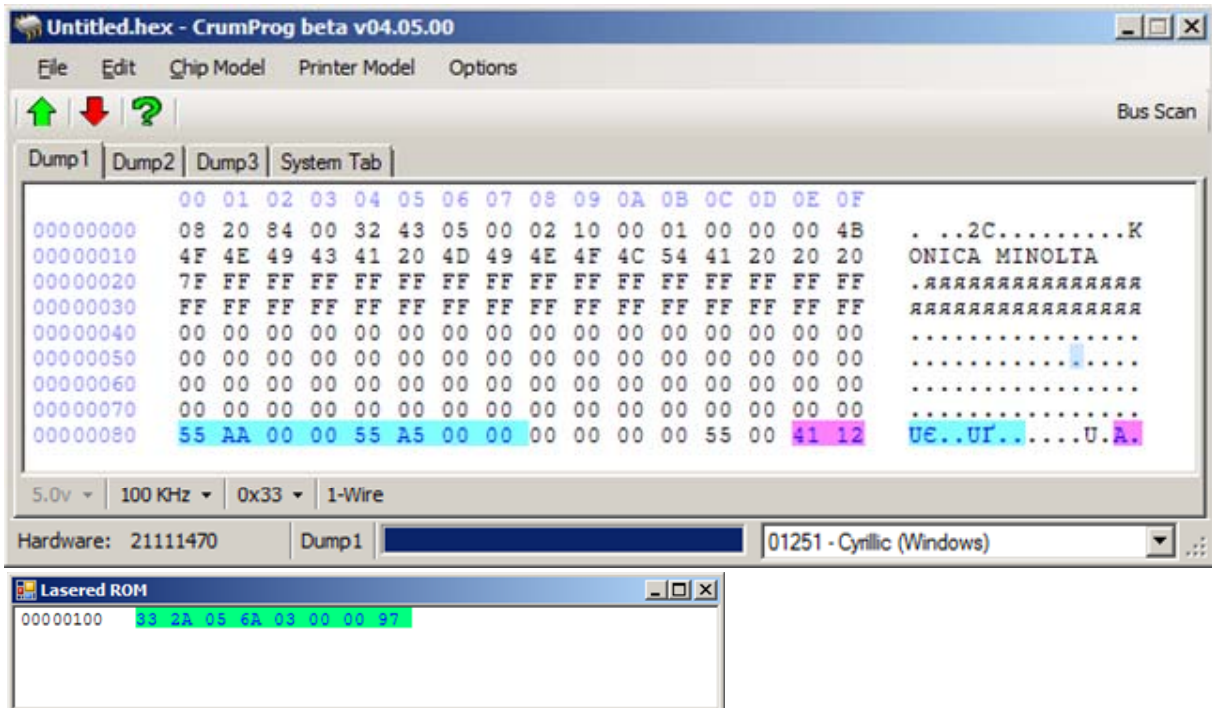 Untitled.hex - CrumProg beta v04.05.00
File Edit Chip Model Printer Model Options
Bus Scan
Dump1 Dump2 Dump3 System Tab
00 01 02 03 04 05 06 07 08 09 0A 0B 0C 0D 0E 0F
00000000 08 20 84 00 32 43 05 00 02 10 00 01 00 00 00 4B . ..2C.........K
00000010 4F 4E 49 43 41 20 4D 49 4E 4F 4C 54 41 20 20 20 ONICA MINOLTA
00000020 7F FF FF FF FF FF FF FF FF FF FF FF FF FF FF FF .яяяяяяяяяяяяяяя
00000030 FF FF FF FF FF FF FF FF FF FF FF FF FF FF FF FF яяяяяяяяяяяяяяяя
00000040 00 00 00 00 00 00 00 00 00 00 00 00 00 00 00 00 ................
00000050 00 00 00 00 00 00 00 00 00 00 00 00 00 00 00 00 ................
00000060 00 00 00 00 00 00 00 00 00 00 00 00 00 00 00 00 ................
00000070 00 00 00 00 00 00 00 00 00 00 00 00 00 00 00 00 ................
00000080 55 AA 00 00 55 A5 00 00 00 00 00 00 55 00 41 12 UЄ..UҐ......U.A.
5.0v 100 KHz 0x33 1-Wire
Hardware: 21111470 Dump1 01251 - Cyrillic (Windows)
Lasered ROM
00000100 33 2A 05 6A 03 00 00 97